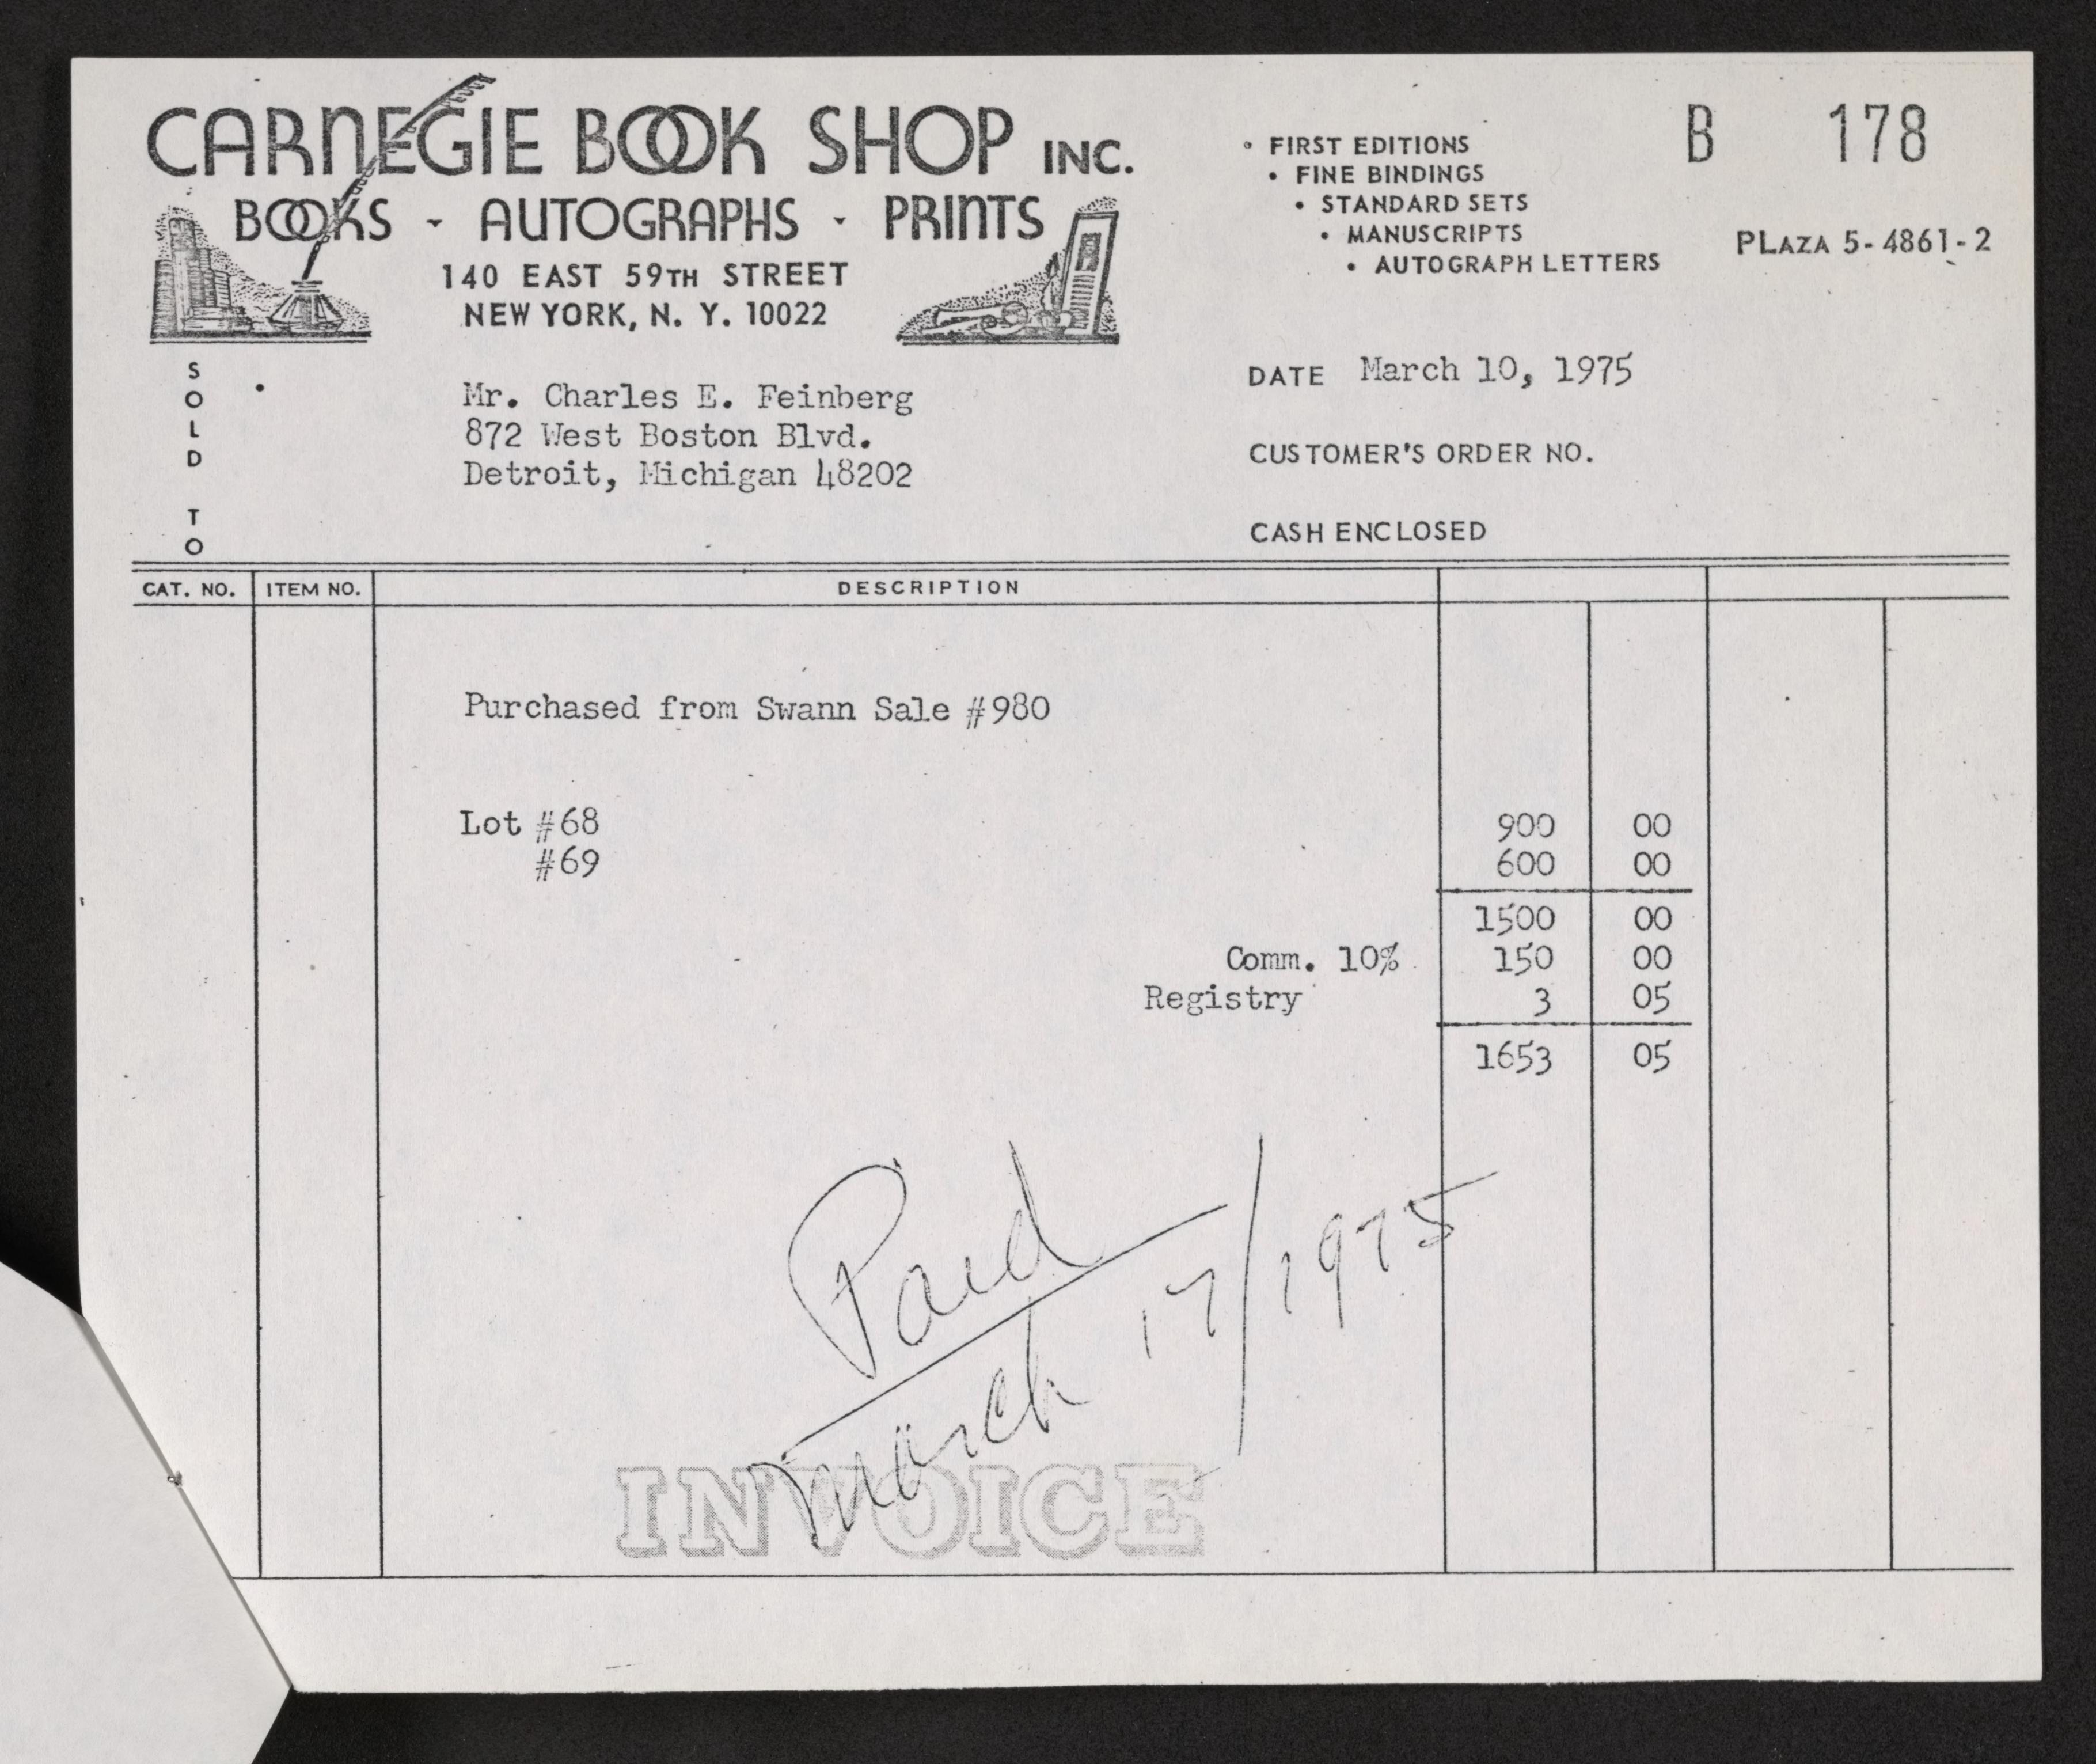 CARNEGIE BOOK SHOP INC.
BOOKS - AUTOGRAPHS - PRINTS
140 EAST 59TH STREET
NEW YORK, N. Y. 10022
• FIRST EDITIONS
• FINE BINDINGS
• STANDARD SETS
• MANUSCRIPTS
• AUTOGRAPH LETTERS
B 178
PLAZA 5-4861-2
SOLD TO
Mr. Charles E. Feinberg
872 West Boston Blvd.
Detroit, Michigan 48202
DATE March 10, 1975
CUSTOMER'S ORDER NO.
CASH ENCLOSED
CAT. NO. ITEM NO. DESCRIPTION
Purchased from Swann Sale #980
Lot #68 900 00
#69 600 00
1500 00
Comm. 10% 150 00
Registry 3 05
1653 05
Paid
March 17/1975
INVOICE